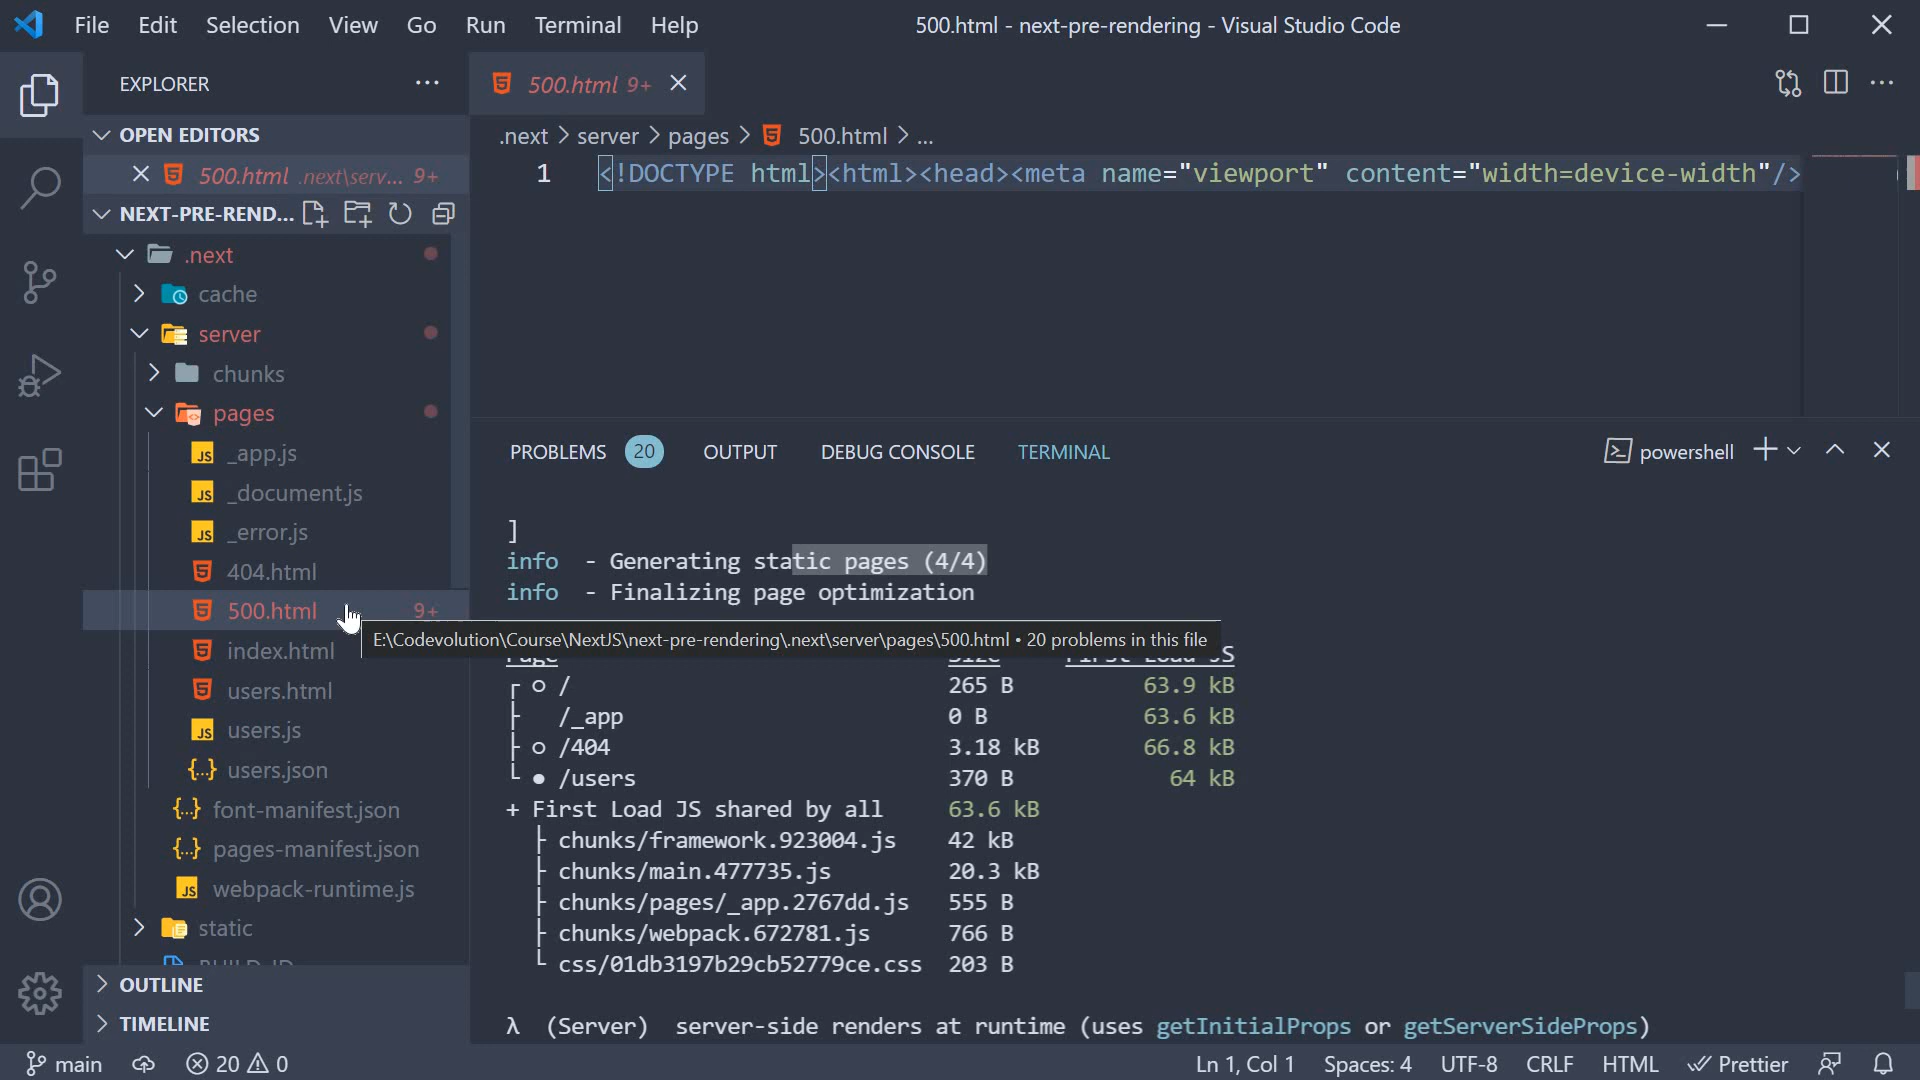 File Edit Selection View Go Run Terminal Help
500.html - next-pre-rendering - Visual Studio Code
EXPLORER
OPEN EDITORS
500.html .next\serv... 9+
NEXT-PRE-REND...
.next
cache
server
chunks
pages
_app.js
_document.js
_error.js
404.html
500.html 9+
index.html
users.html
users.js
users.json
font-manifest.json
pages-manifest.json
webpack-runtime.js
static
BUILD_ID
OUTLINE
TIMELINE
500.html 9+
.next > server > pages > 500.html > ...
1 <!DOCTYPE html><html><head><meta name="viewport" content="width=device-width"/>
PROBLEMS 20 OUTPUT DEBUG CONSOLE TERMINAL
powershell
]
info - Generating static pages (4/4)
info - Finalizing page optimization
E:\Codevolution\Course\NextJS\next-pre-rendering\.next\server\pages\500.html • 20 problems in this file
Page Size First Load JS
┌ ○ / 265 B 63.9 kB
├ /_app 0 B 63.6 kB
├ ○ /404 3.18 kB 66.8 kB
└ ● /users 370 B 64 kB
+ First Load JS shared by all 63.6 kB
├ chunks/framework.923004.js 42 kB
├ chunks/main.477735.js 20.3 kB
├ chunks/pages/_app.2767dd.js 555 B
├ chunks/webpack.672781.js 766 B
└ css/01db3197b29cb52779ce.css 203 B
λ (Server) server-side renders at runtime (uses getInitialProps or getServerSideProps)
main 20 0
Ln 1, Col 1 Spaces: 4 UTF-8 CRLF HTML Prettier